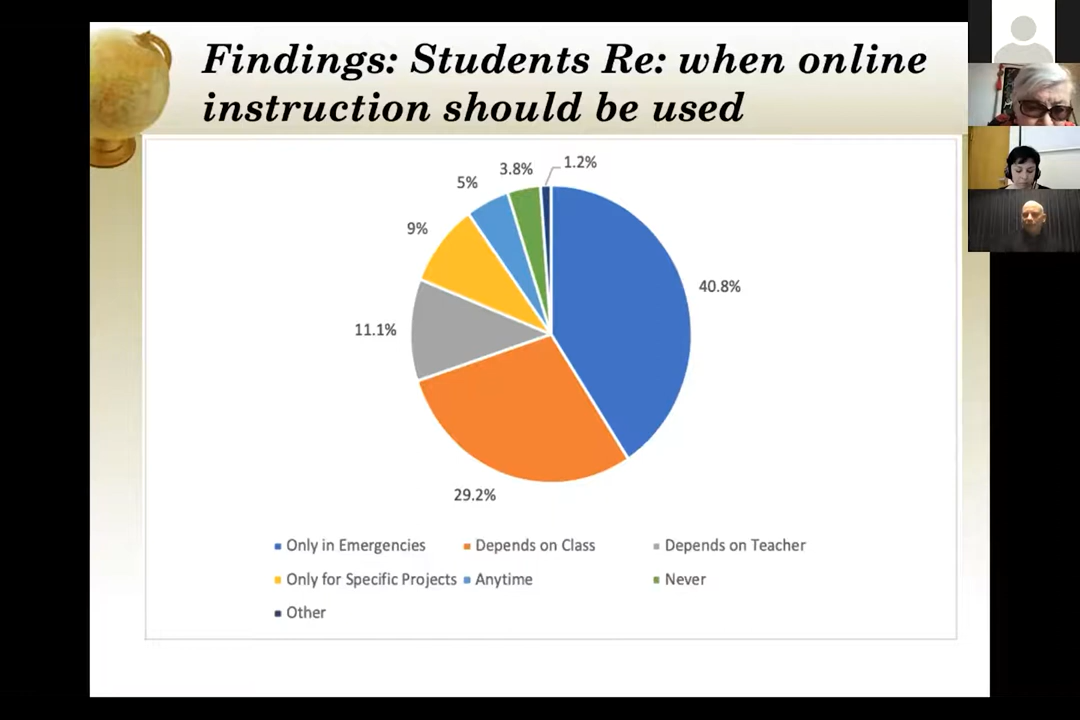 Findings: Students Re: when online
instruction should be used
1.2%
3.8%
5%
9%
40.8%
11.1%
29.2%
Only in Emergencies
Depends on Class
Depends on Teacher
Only for Specific Projects
Anytime
Never
Other